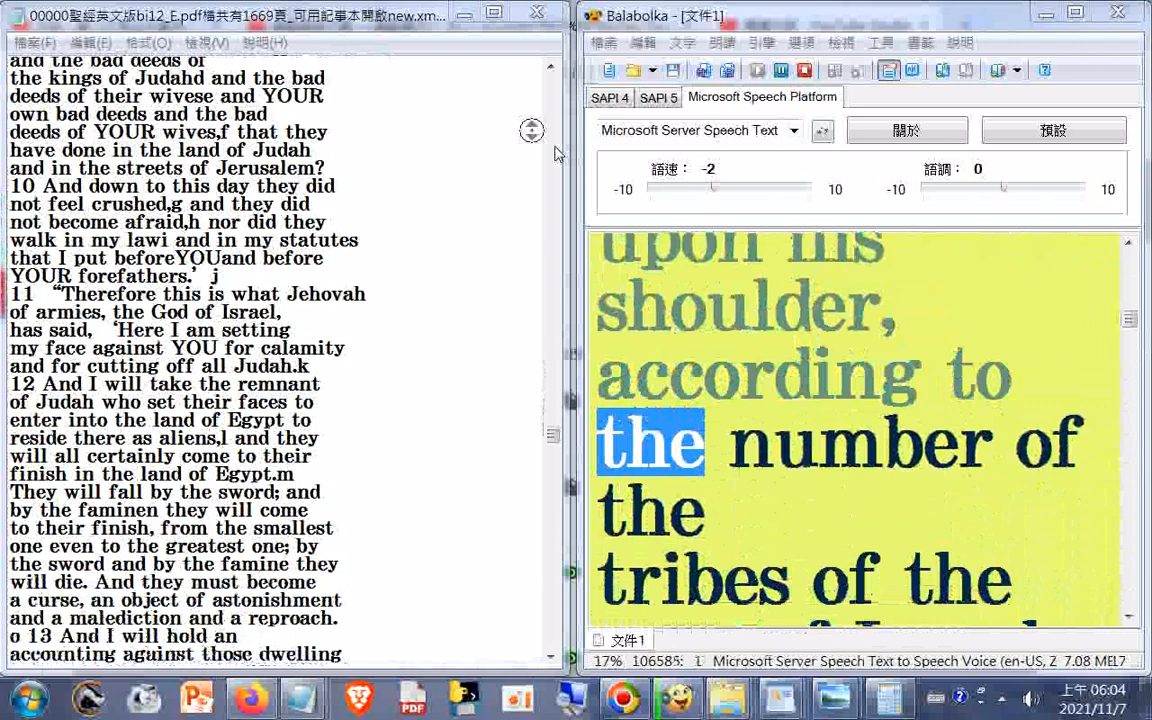 00000聖經英文版bi12_E.pdf檔共有1669頁_可用記事本開啟new.xm...
檔案(F) 編輯(E) 格式(O) 檢視(V) 說明(H)
and the bad deeds of
the kings of Judahd and the bad
deeds of their wivese and YOUR
own bad deeds and the bad
deeds of YOUR wives,f that they
have done in the land of Judah
and in the streets of Jerusalem?
10 And down to this day they did
not feel crushed,g and they did
not become afraid,h nor did they
walk in my lawi and in my statutes
that I put beforeYOUand before
YOUR forefathers.’ j
11 “Therefore this is what Jehovah
of armies, the God of Israel,
has said, ‘Here I am setting
my face against YOU for calamity
and for cutting off all Judah.k
12 And I will take the remnant
of Judah who set their faces to
enter into the land of Egypt to
reside there as aliens,l and they
will all certainly come to their
finish in the land of Egypt.m
They will fall by the sword; and
by the faminen they will come
to their finish, from the smallest
one even to the greatest one; by
the sword and by the famine they
will die. And they must become
a curse, an object of astonishment
and a malediction and a reproach.
o 13 And I will hold an
accounting against those dwelling
Balabolka - [文件1]
檔案 編輯 文字 朗讀 引擎 選項 檢視 工具 書籤 說明
SAPI 4 SAPI 5 Microsoft Speech Platform
Microsoft Server Speech Text 關於 預設
語速： -2 語調： 0
-10 10 -10 10
upon his
shoulder,
according to
the number of
the
tribes of the
文件1
17% 106585: 1 Microsoft Server Speech Text to Speech Voice (en-US, Z 7.08 MB
上午 06:04
2021/11/7